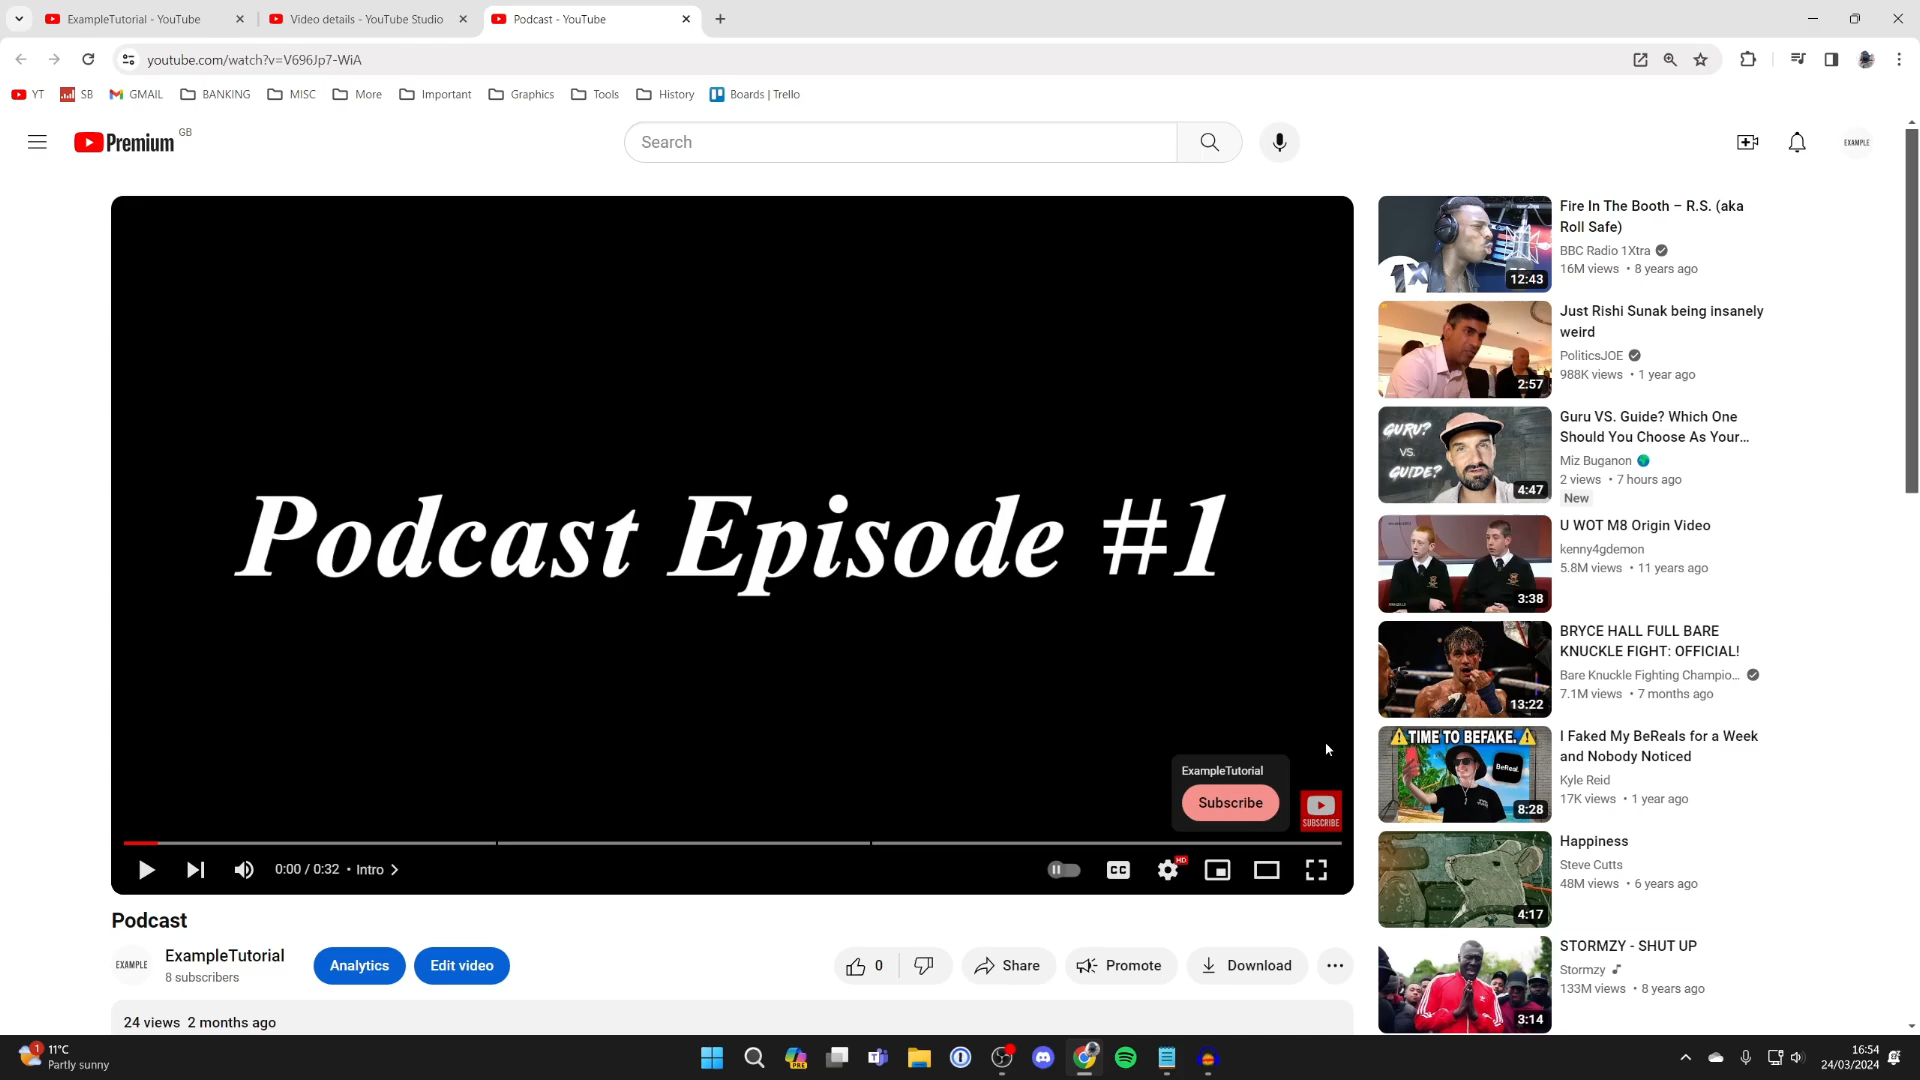 ExampleTutorial - YouTube
Video details - YouTube Studio
Podcast - YouTube
youtube.com/watch?v=V696Jp7-WiA
YT
SB
GMAIL
BANKING
MISC
More
Important
Graphics
Tools
History
Boards | Trello
Premium GB
Search
EXAMPLE
Podcast Episode #1
ExampleTutorial
Subscribe
SUBSCRIBE
0:00 / 0:32 • Intro
CC
HD
Podcast
EXAMPLE
ExampleTutorial
8 subscribers
Analytics
Edit video
0
Share
Promote
Download
24 views 2 months ago
12:43
Fire In The Booth – R.S. (aka
Roll Safe)
BBC Radio 1Xtra
16M views • 8 years ago
2:57
Just Rishi Sunak being insanely
weird
PoliticsJOE
988K views • 1 year ago
GURU?
VS.
GUIDE?
4:47
Guru VS. Guide? Which One
Should You Choose As Your...
Miz Buganon
2 views • 7 hours ago
New
3:38
U WOT M8 Origin Video
kenny4gdemon
5.8M views • 11 years ago
13:22
BRYCE HALL FULL BARE
KNUCKLE FIGHT: OFFICIAL!
Bare Knuckle Fighting Champio...
7.1M views • 7 months ago
TIME TO BEFAKE.
BeReal.
8:28
I Faked My BeReals for a Week
and Nobody Noticed
Kyle Reid
17K views • 1 year ago
4:17
Happiness
Steve Cutts
48M views • 6 years ago
3:14
STORMZY - SHUT UP
Stormzy
133M views • 8 years ago
1
11°C
Partly sunny
PRE
16:54
24/03/2024